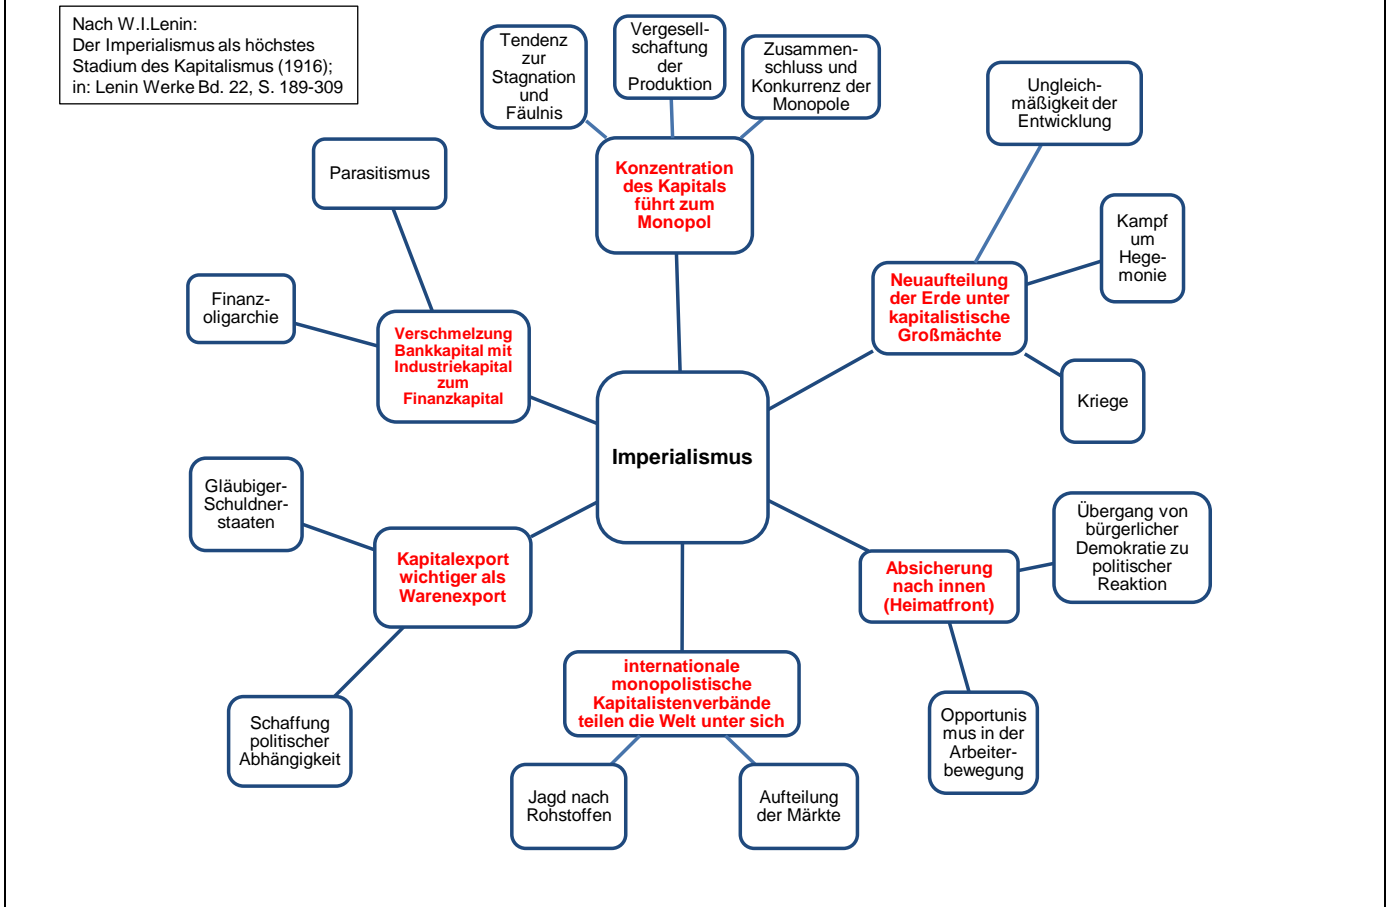 Nach W.I.Lenin:
Der Imperialismus als höchstes
Stadium des Kapitalismus (1916);
in: Lenin Werke Bd. 22, S. 189-309
Tendenz
zur
Stagnation
und
Fäulnis
Vergesell-
schaftung
der
Produktion
Zusammen-
schluss und
Konkurrenz der
Monopole
Konzentration
des Kapitals
führt zum
Monopol
Ungleich-
mäßigkeit der
Entwicklung
Kampf
um
Hege-
monie
Neuaufteilung
der Erde unter
kapitalistische
Großmächte
Kriege
Parasitismus
Finanz-
oligarchie
Verschmelzung
Bankkapital mit
Industriekapital
zum
Finanzkapital
Imperialismus
Gläubiger-
Schuldner-
staaten
Kapitalexport
wichtiger als
Warenexport
Schaffung
politischer
Abhängigkeit
Übergang von
bürgerlicher
Demokratie zu
politischer
Reaktion
Absicherung
nach innen
(Heimatfront)
Opportunis
mus in der
Arbeiter-
bewegung
internationale
monopolistische
Kapitalistenverbände
teilen die Welt unter sich
Jagd nach
Rohstoffen
Aufteilung
der Märkte